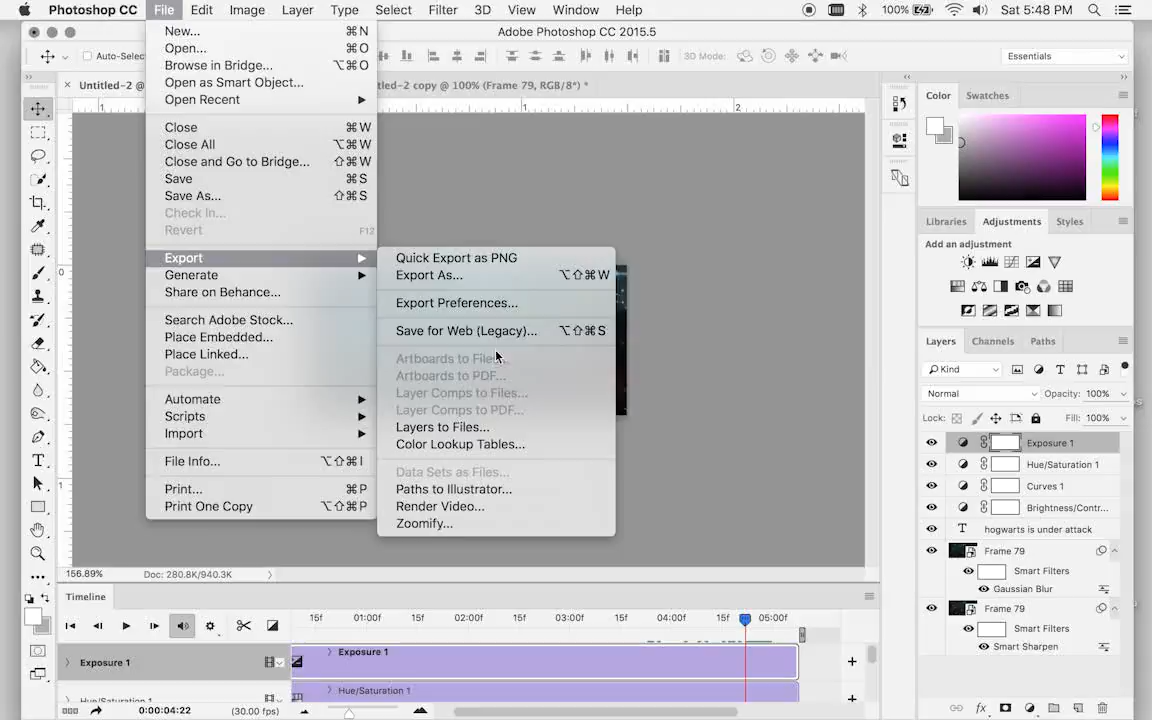 Photoshop CC File Edit Image Layer Type Select Filter 3D View Window Help 100% Sat 5:48 PM
Adobe Photoshop CC 2015.5
Auto-Selec 3D Mode: Essentials
Untitled-2 @ tled-2 copy @ 100% (Frame 79, RGB/8*) *
1 1 2
0
1
New... ⌘N
Open... ⌘O
Browse in Bridge... ⌥⌘O
Open as Smart Object...
Open Recent
Close ⌘W
Close All ⌥⌘W
Close and Go to Bridge... ⇧⌘W
Save ⌘S
Save As... ⇧⌘S
Check In...
Revert F12
Export
Generate
Share on Behance...
Search Adobe Stock...
Place Embedded...
Place Linked...
Package...
Automate
Scripts
Import
File Info... ⌥⇧⌘I
Print... ⌘P
Print One Copy ⌥⇧⌘P
Quick Export as PNG
Export As... ⌥⇧⌘W
Export Preferences...
Save for Web (Legacy)... ⌥⇧⌘S
Artboards to Files...
Artboards to PDF...
Layer Comps to Files...
Layer Comps to PDF...
Layers to Files...
Color Lookup Tables...
Data Sets as Files...
Paths to Illustrator...
Render Video...
Zoomify...
Color Swatches
Libraries Adjustments Styles
Add an adjustment
Layers Channels Paths
Kind
Normal Opacity: 100%
Lock: Fill: 100%
Exposure 1
Hue/Saturation 1
Curves 1
Brightness/Contr...
T hogwarts is under attack
Frame 79
Smart Filters
Gaussian Blur
Frame 79
Smart Filters
Smart Sharpen
fx
156.89% Doc: 280.8K/940.3K
Timeline
15f 01:00f 15f 02:00f 15f 03:00f 15f 04:00f 15f 05:00f
Exposure 1 Exposure 1
Hue/Saturation 1 Hue/Saturation 1
0:00:04:22 (30.00 fps)